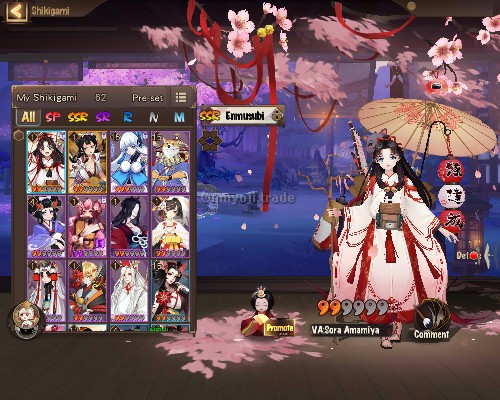 Shikigami
My Shikigami 62 Pre-set
All SP SSR SR R N M
SSR Enmusubi
@onmyoji.trade
999999
Promote
VA:Sora Amamiya
Comment